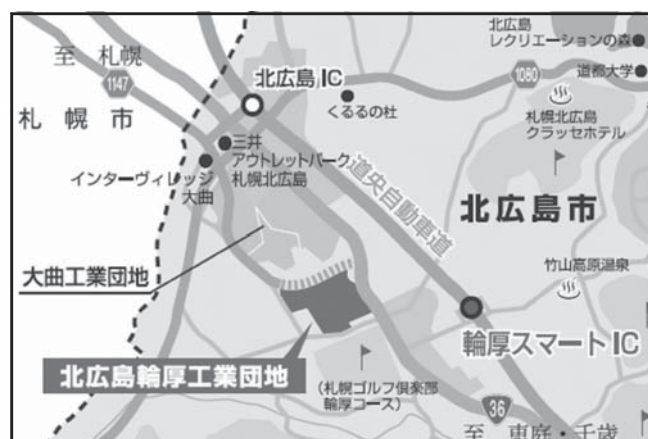 至 札幌
1147
札幌市
北広島IC
くるるの杜
三井
アウトレットパーク
札幌北広島
インターヴィレッジ
大曲
北広島
レクリエーションの森
1080
道都大学
札幌北広島
クラッセホテル
道央自動車道
北広島市
大曲工業団地
竹山高原温泉
輪厚スマートIC
北広島輪厚工業団地
(札幌ゴルフ倶楽部
輪厚コース)
36
至 恵庭・千歳